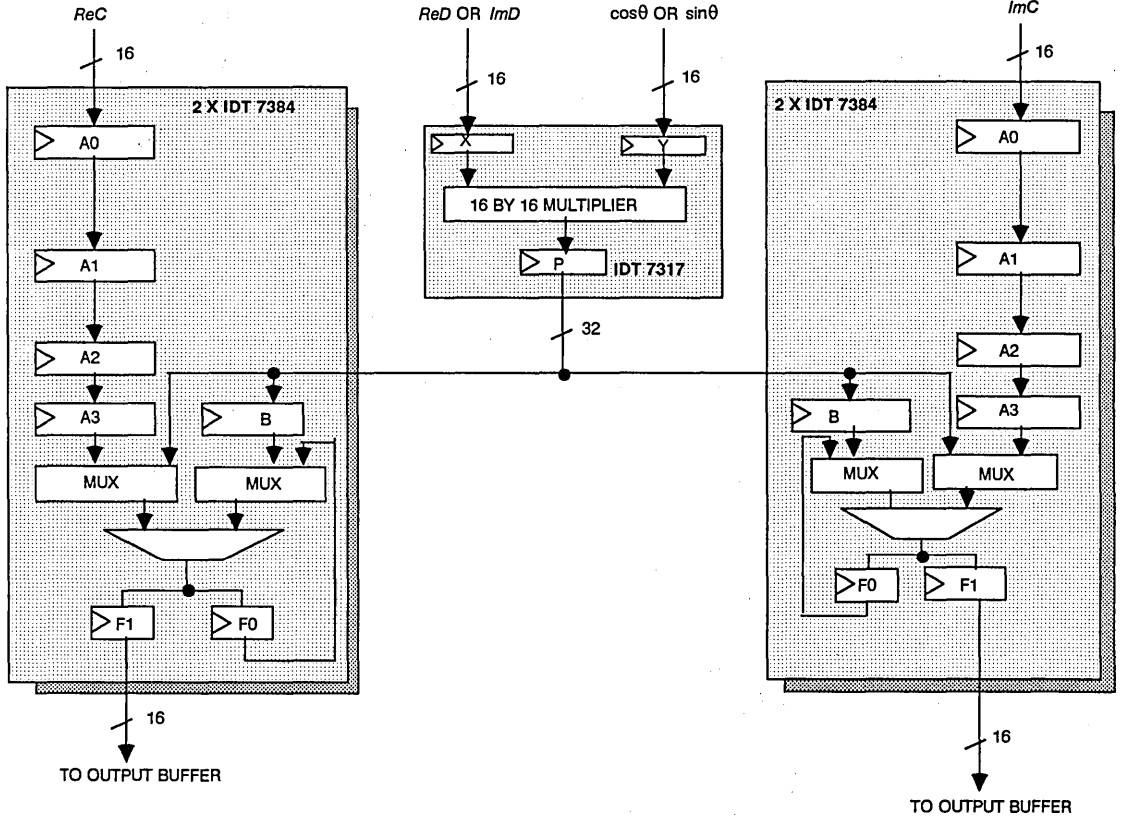 ReC
16
2 X IDT 7384
A0
A1
A2
A3
B
MUX
MUX
F1
F0
16
TO OUTPUT BUFFER
ReD OR ImD
cosθ OR sinθ
16
16
X
Y
16 BY 16 MULTIPLIER
P
IDT 7317
32
ImC
16
2 X IDT 7384
A0
A1
A2
A3
B
MUX
MUX
F0
F1
16
TO OUTPUT BUFFER